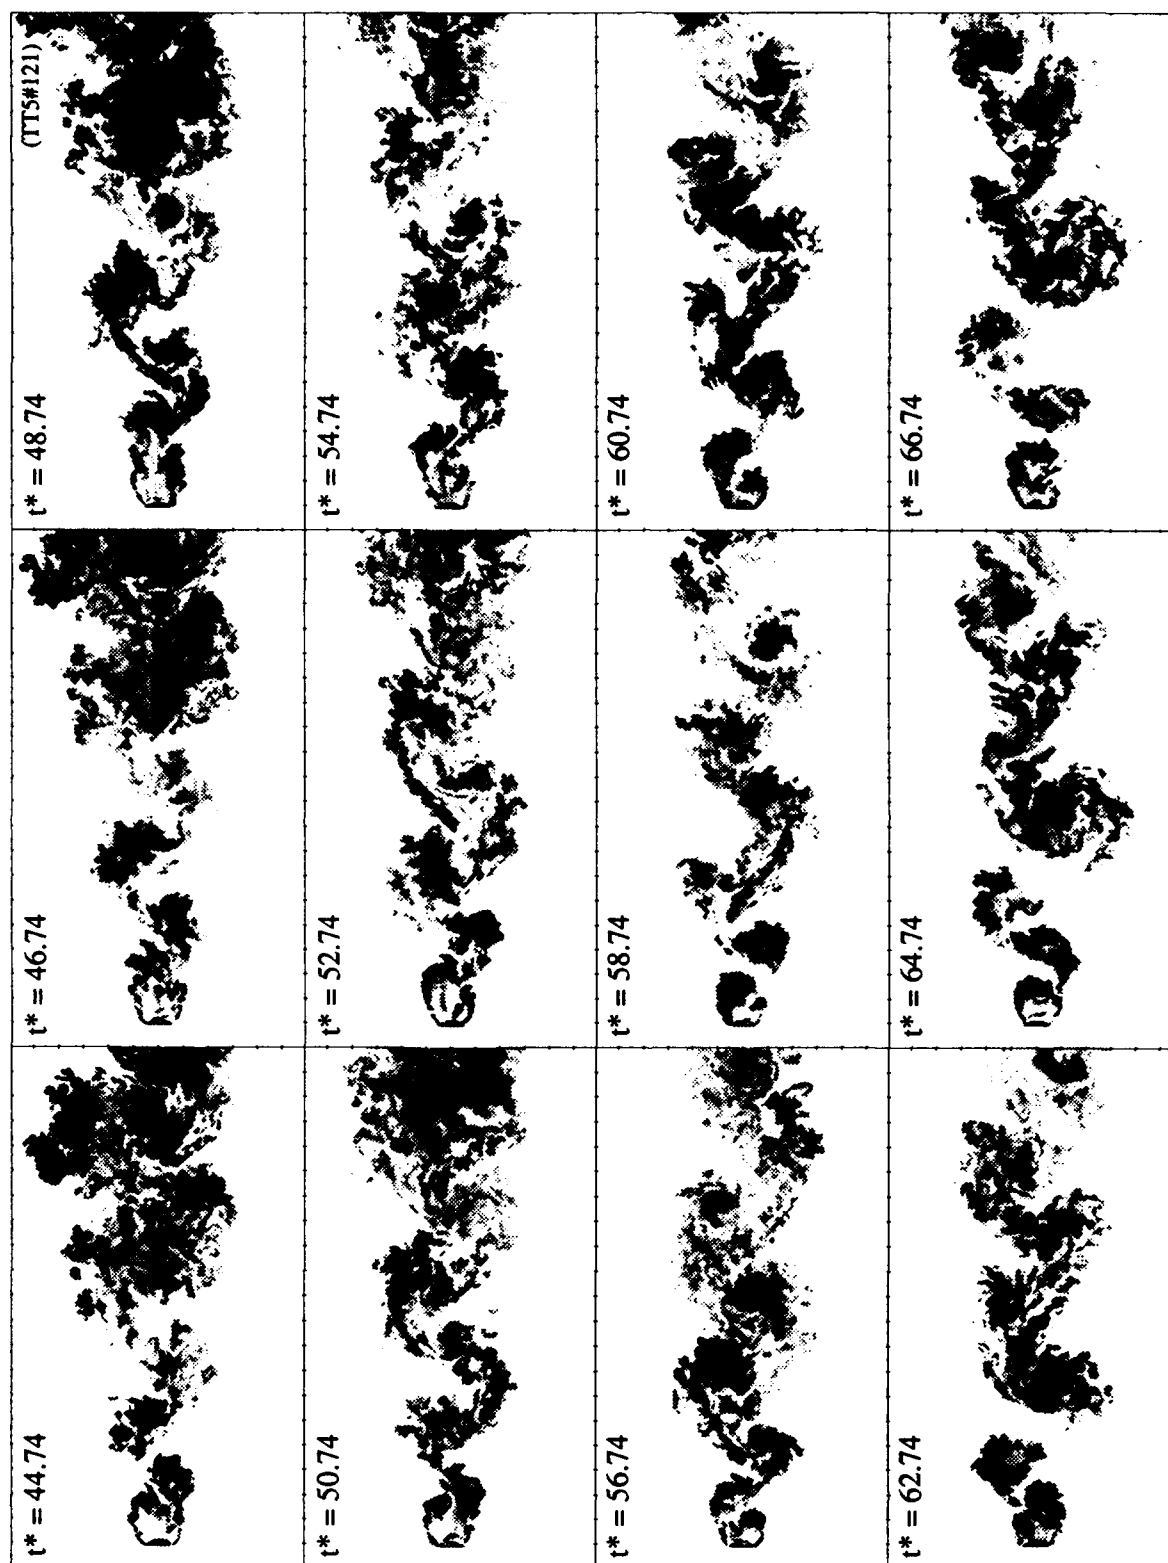 t* = 44.74
t* = 46.74
t* = 48.74
(TT5#121)
t* = 50.74
t* = 52.74
t* = 54.74
t* = 56.74
t* = 58.74
t* = 60.74
t* = 62.74
t* = 64.74
t* = 66.74